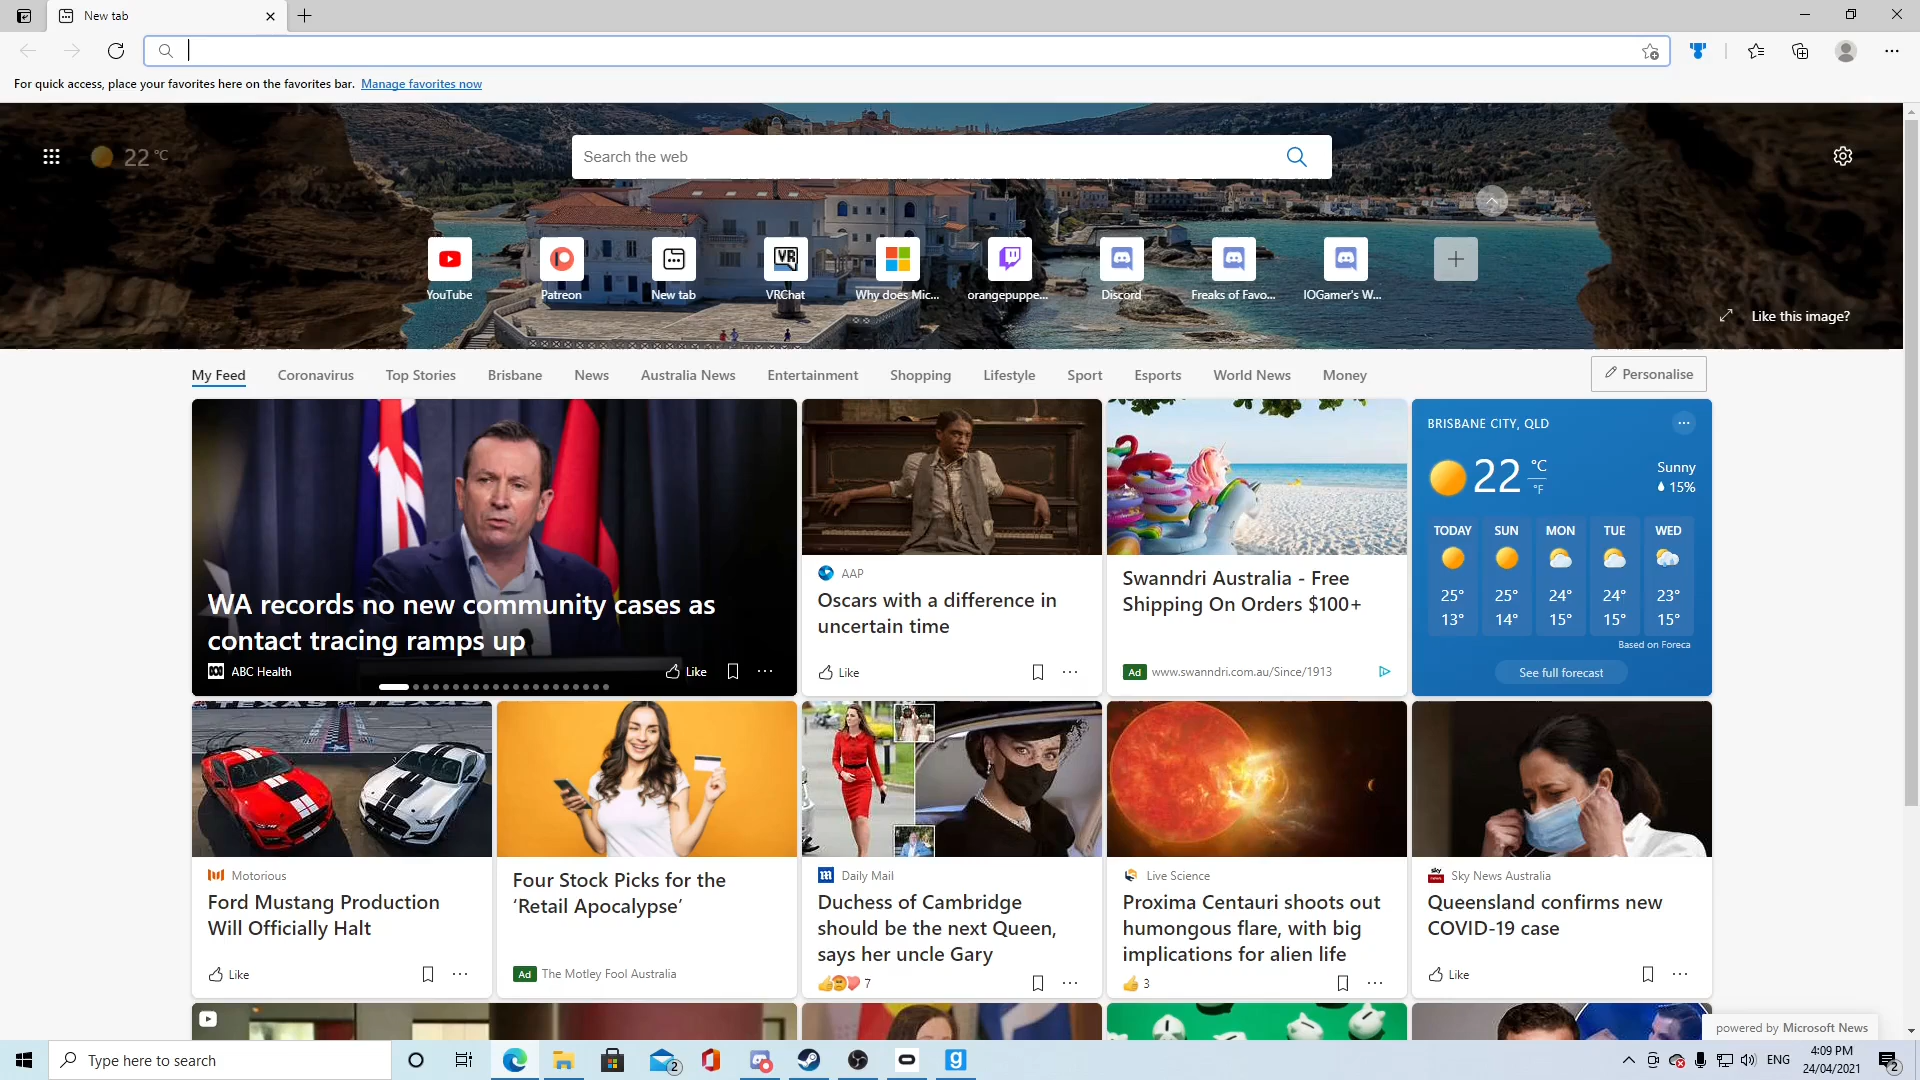 New tab
For quick access, place your favorites here on the favorites bar. Manage favorites now
22 °C
Search the web
YouTube
Patreon
New tab
VRChat
Why does Mic...
orangepuppe...
Discord
Freaks of Favo...
IOGamer's W...
Like this image?
My Feed
Coronavirus
Top Stories
Brisbane
News
Australia News
Entertainment
Shopping
Lifestyle
Sport
Esports
World News
Money
Personalise
WA records no new community cases as
contact tracing ramps up
ABC Health
Like
AAP
Oscars with a difference in
uncertain time
Like
Swanndri Australia - Free
Shipping On Orders $100+
Ad www.swanndri.com.au/Since/1913
BRISBANE CITY, QLD
22 °C
°F
Sunny
15%
TODAY SUN MON TUE WED
25° 25° 24° 24° 23°
13° 14° 15° 15° 15°
Based on Foreca
See full forecast
TEXAS TEXAS
Motorious
Ford Mustang Production
Will Officially Halt
Like
Four Stock Picks for the
‘Retail Apocalypse’
Ad The Motley Fool Australia
Daily Mail
Duchess of Cambridge
should be the next Queen,
says her uncle Gary
7
Live Science
Proxima Centauri shoots out
humongous flare, with big
implications for alien life
3
sky news
Sky News Australia
Queensland confirms new
COVID-19 case
Like
powered by Microsoft News
Type here to search
2
ENG
4:09 PM
24/04/2021
2